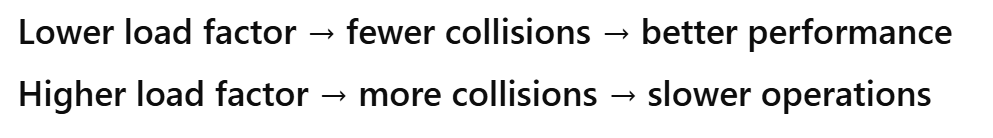 Lower load factor → fewer collisions → better performance
Higher load factor → more collisions → slower operations